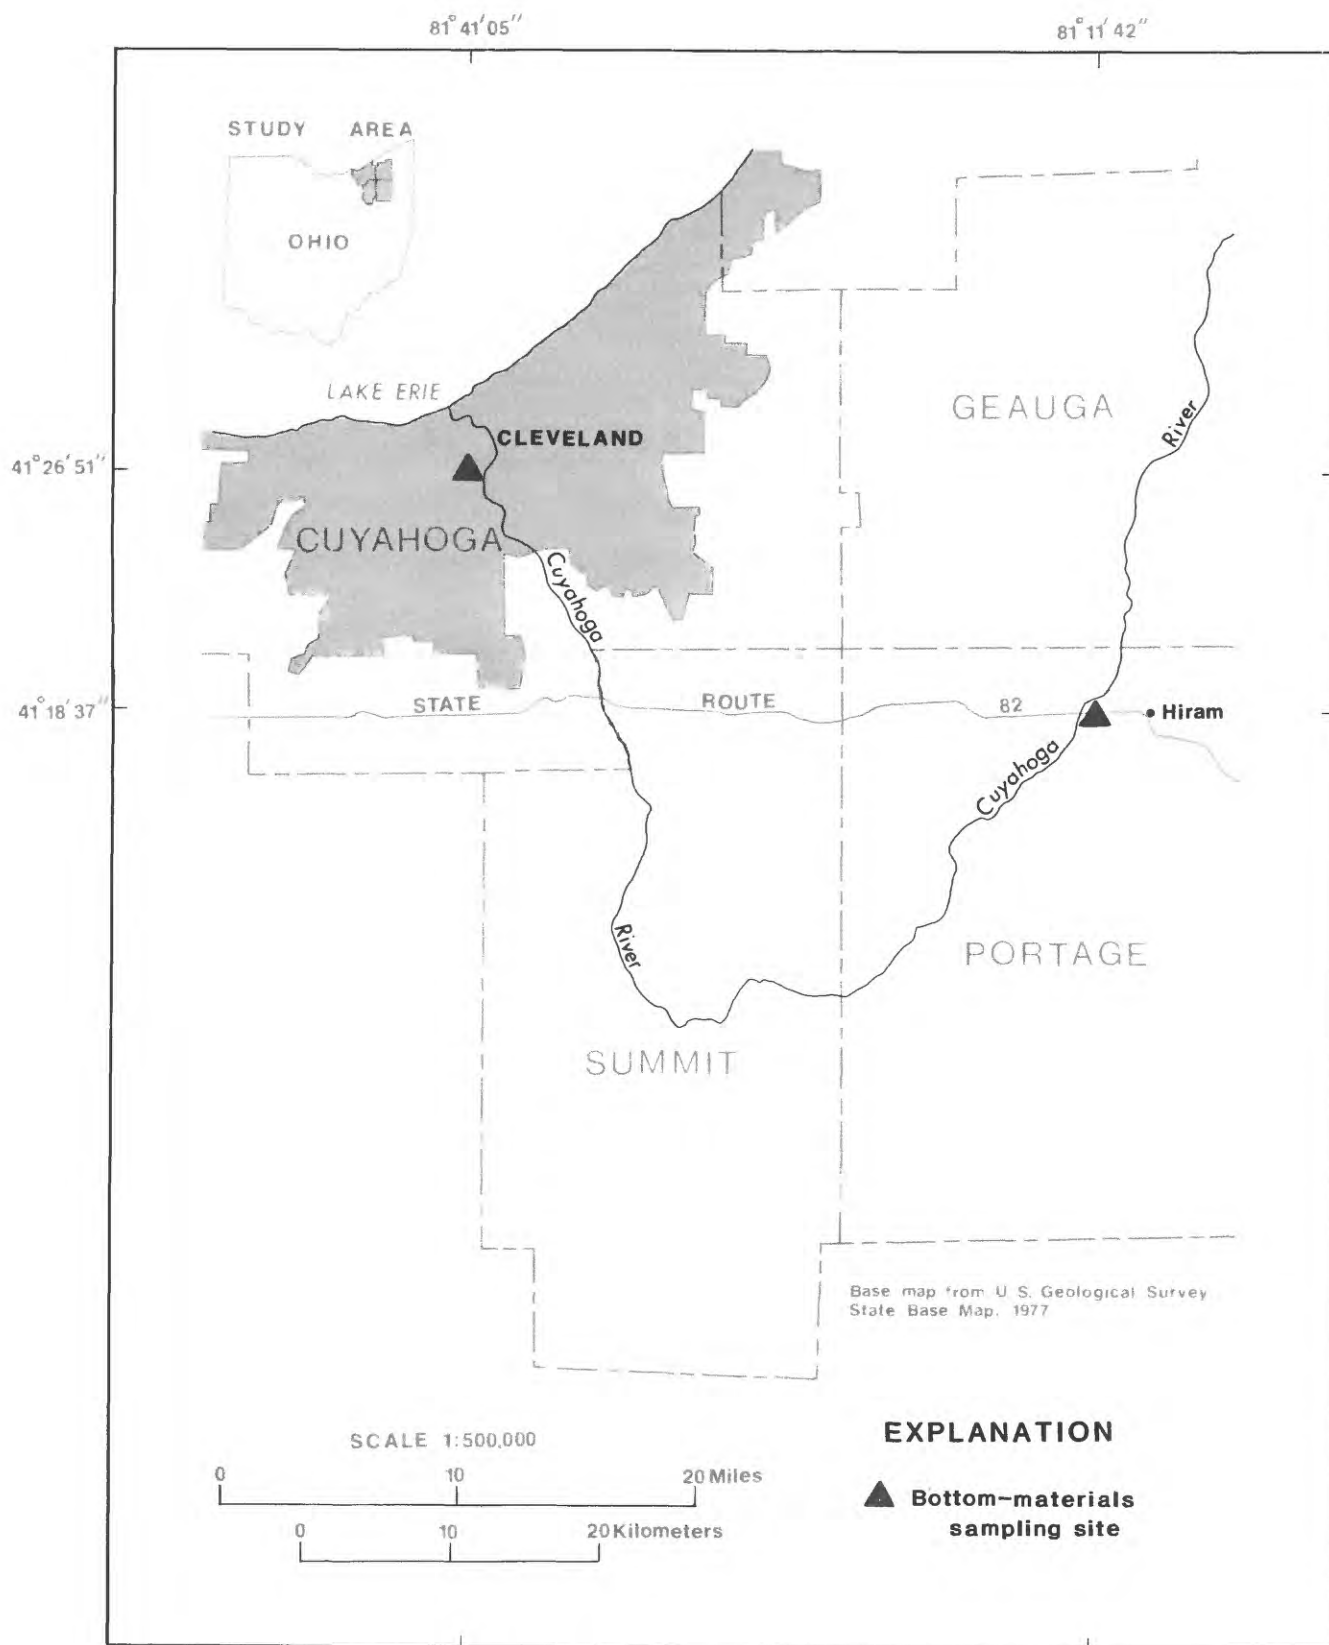 81°41'05"
81°11'42"
STUDY AREA
OHIO
LAKE ERIE
GEAUGA
River
CLEVELAND
41°26'51"
CUYAHOGA
Cuyahoga
41°18'37"
STATE ROUTE 82
Hiram
Cuyahoga
River
PORTAGE
SUMMIT
Base map from U.S. Geological Survey
State Base Map, 1977
SCALE 1:500,000
0 10 20 Miles
0 10 20 Kilometers
EXPLANATION
Bottom-materials
sampling site